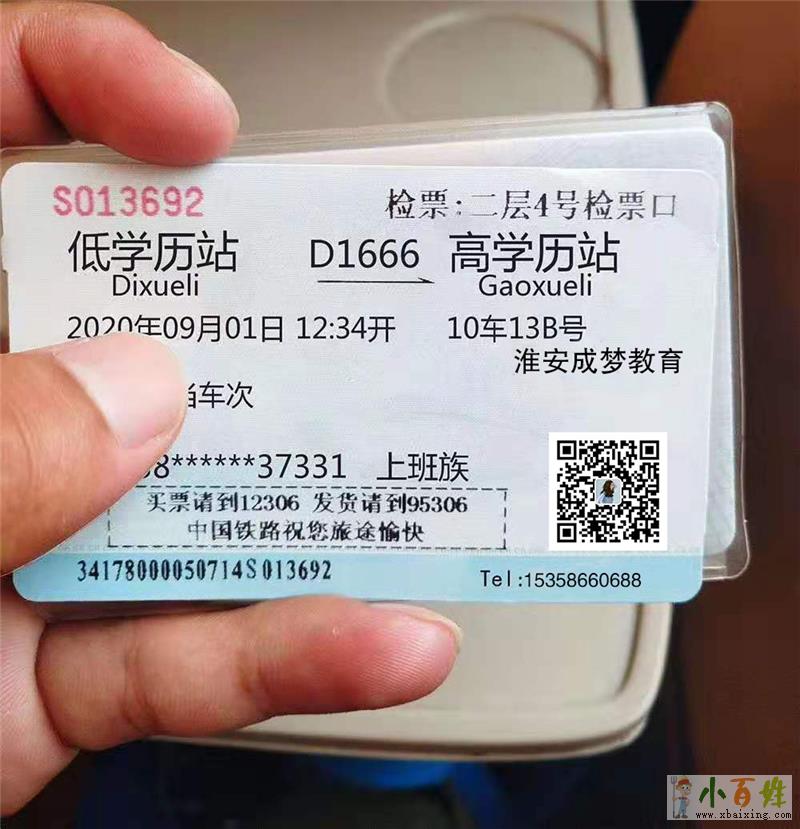 S013692
检票:二层4号检票口
低学历站 D1666 高学历站
Dixueli Gaoxueli
2020年09月01日 12:34开 10车13B号
淮安成梦教育
当车次
38******37331 上班族
买票请到12306 发货请到95306
中国铁路祝您旅途愉快
34178000050714S013692
Tel:15358660688
小百姓
www.xbaixing.com